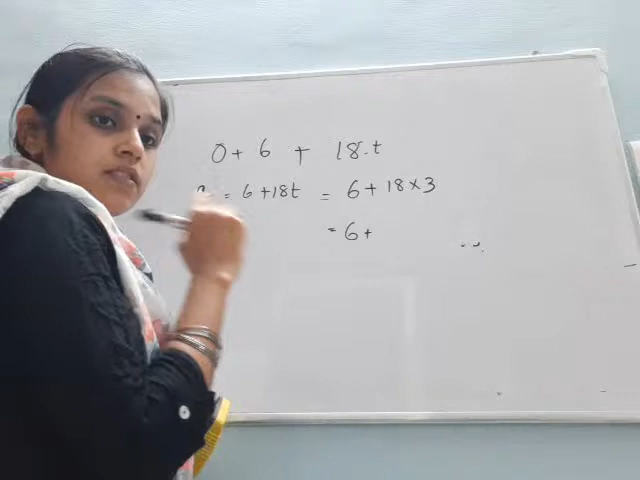 0 + 6 + 18.t
= 6 + 18t = 6 + 18 × 3
= 6 +